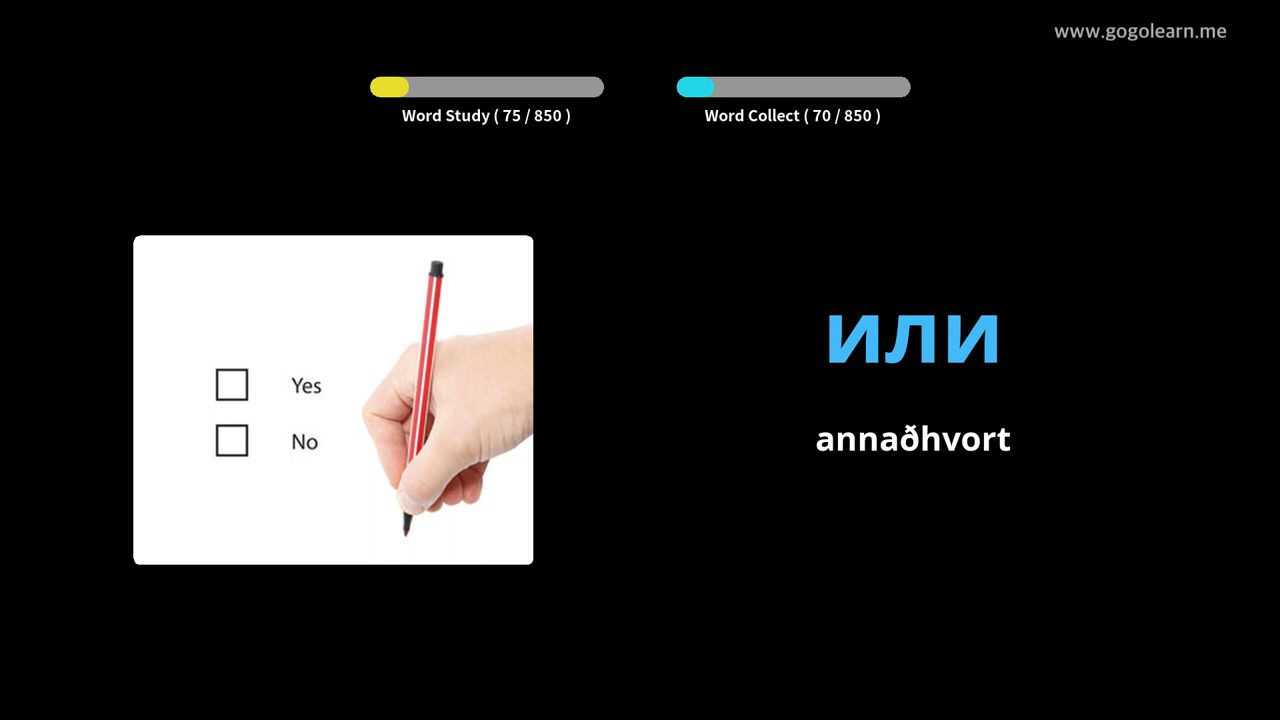 www.gogolearn.me
Word Study ( 75 / 850 )
Word Collect ( 70 / 850 )
Yes
No
или
annaðhvort